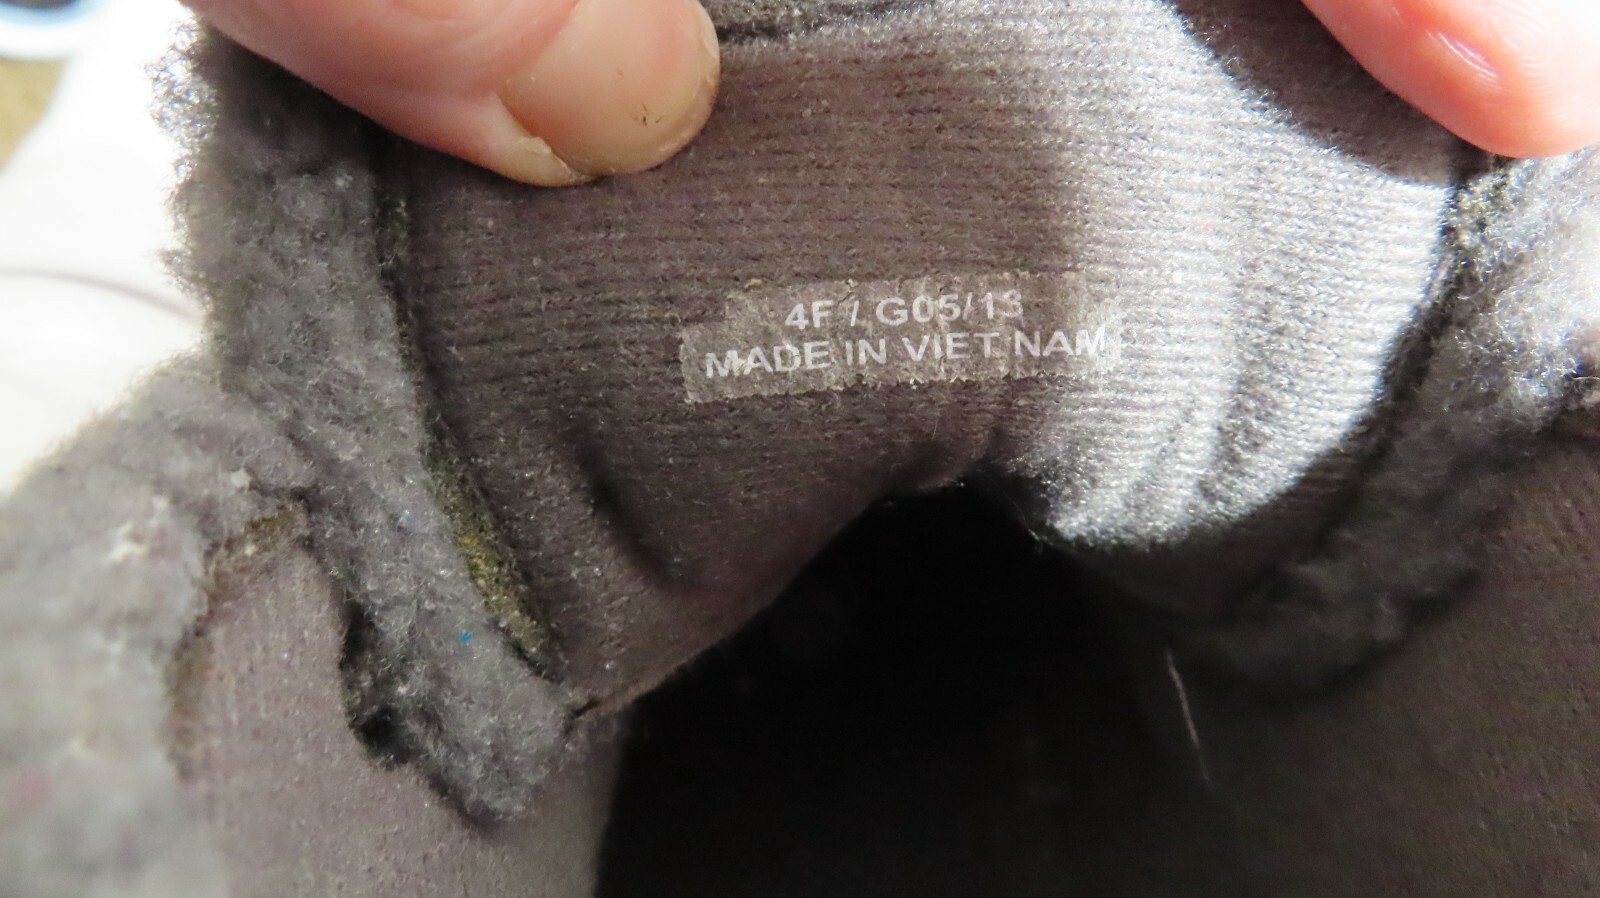 4F / G05/13
MADE IN VIET NAM